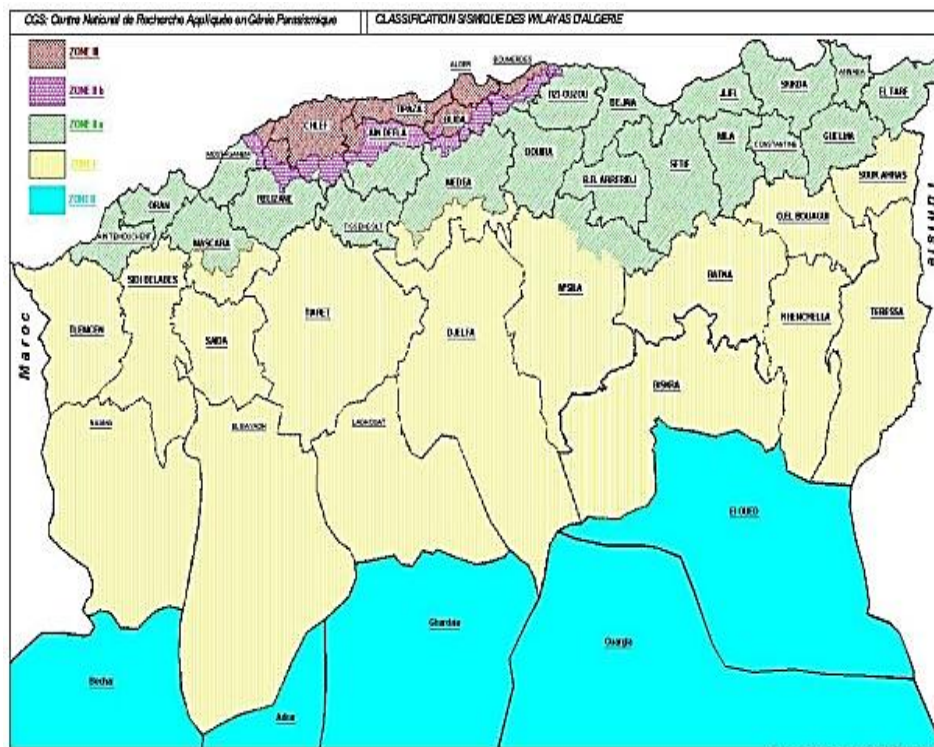 CGS: Centre National de Recherche Appliquée en Génie Parasismique
CLASSIFICATION SISMIQUE DES WILAYAS D'ALGERIE
ZONE III
ZONE II b
ZONE II a
ZONE I
ZONE 0
ALGER
BOUMERDES
TIPAZA
BLIDA
CHLEF
AIN DEFLA
TIZI-OUZOU
BEJAIA
JIJEL
SKIKDA
ANNABA
EL TARF
MOSTAGANEM
BOUIRA
MILA
CONSTANTINE
GUELMA
SETIF
B.B. ARRERIDJ
MEDEA
RELIZANE
TISSEMSILT
ORAN
AIN TEMOUCHENT
MASCARA
SOUK AHRAS
O.EL BOUAGUI
Tunisie
Maroc
SIDI BELABES
TLEMCEN
SAIDA
TIARET
DJELFA
M'SILA
BATNA
KHENCHELLA
TEBESSA
BISKRA
NAAMA
EL BAYADH
LAGHOUAT
El OUED
Ghardaia
Ouargla
Bechar
Adrar